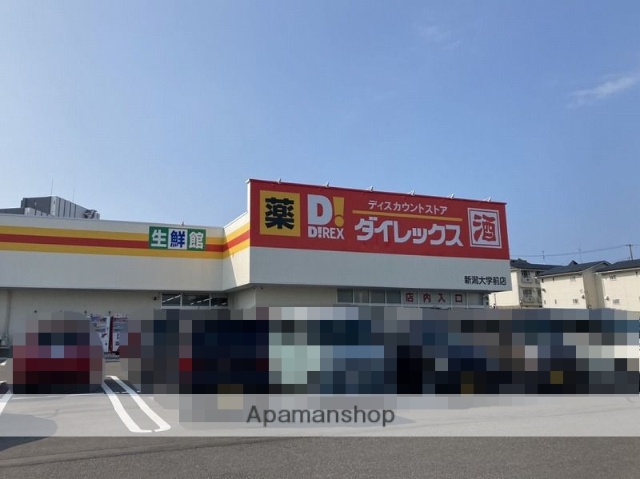 薬
D!
D!REX
ディスカウントストア
ダイレックス
酒
生鮮館
新潟大学前店
店内入口
Apamanshop